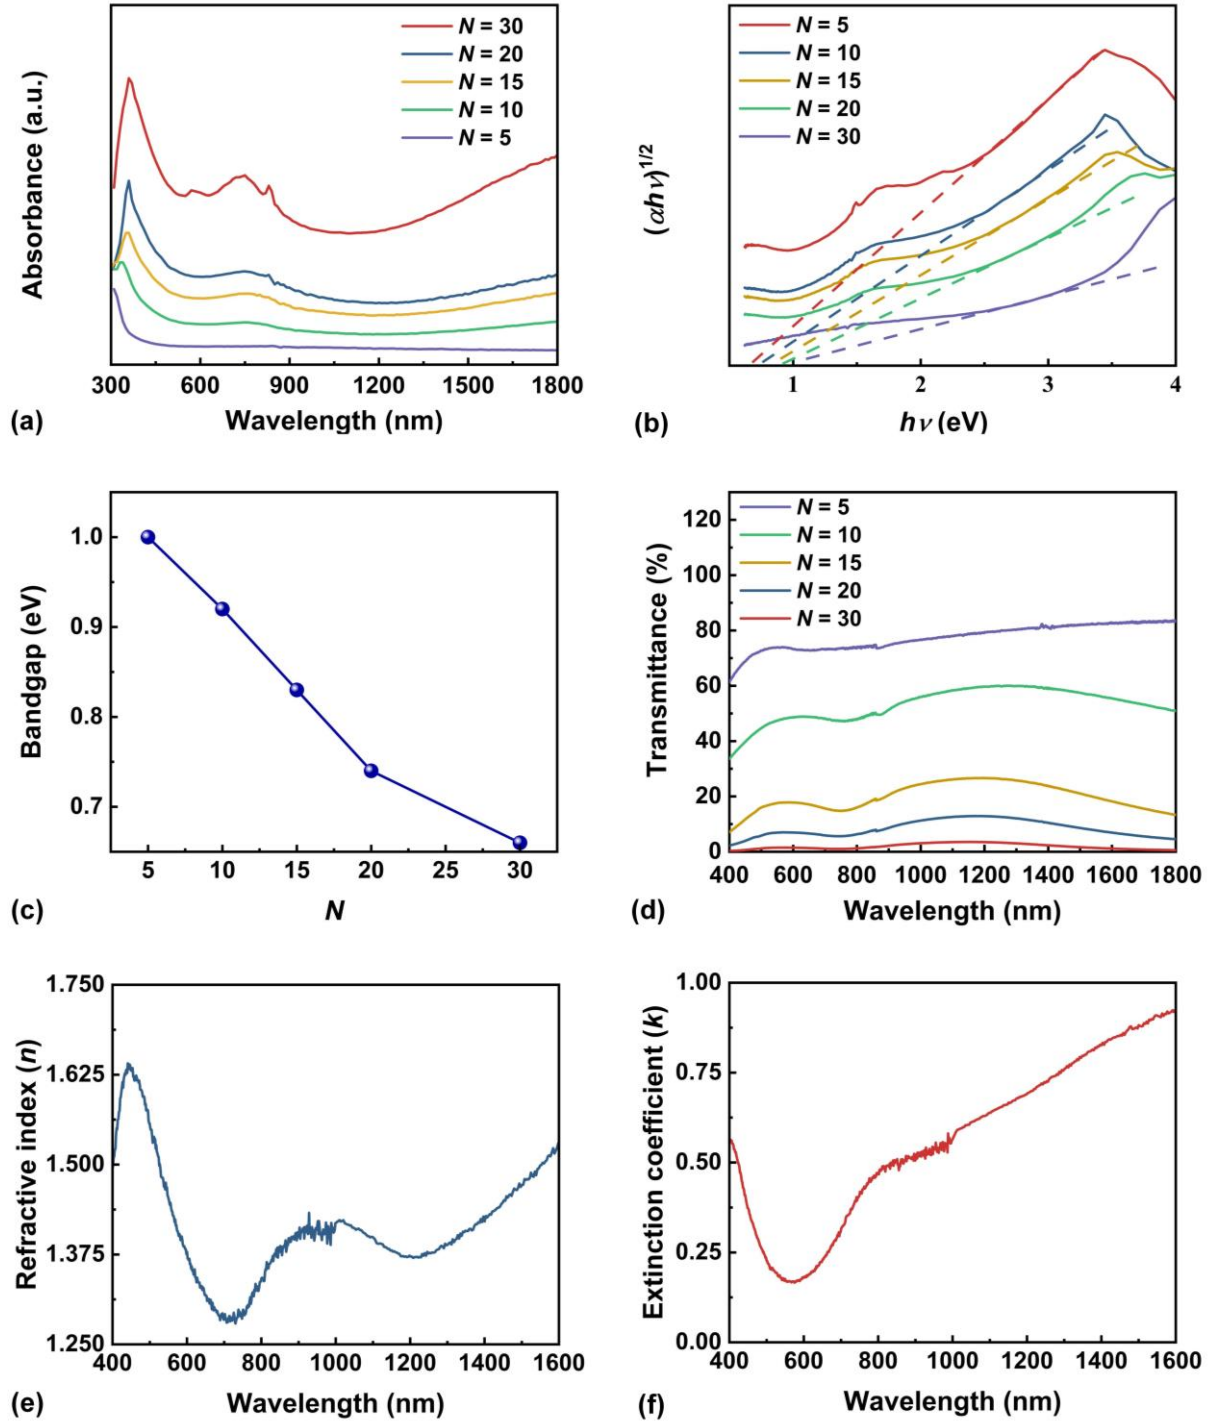 Absorbance (a.u.)
N = 30
N = 20
N = 15
N = 10
N = 5
300 600 900 1200 1500 1800
Wavelength (nm)
(a)
(αhν)1/2
N = 5
N = 10
N = 15
N = 20
N = 30
1 2 3 4
hν (eV)
(b)
Bandgap (eV)
1.0
0.9
0.8
0.7
5 10 15 20 25 30
N
(c)
Transmittance (%)
120
100
80
60
40
20
0
N = 5
N = 10
N = 15
N = 20
N = 30
400 600 800 1000 1200 1400 1600 1800
Wavelength (nm)
(d)
Refractive index (n)
1.750
1.625
1.500
1.375
1.250
400 600 800 1000 1200 1400 1600
Wavelength (nm)
(e)
Extinction coefficient (k)
1.00
0.75
0.50
0.25
0.00
400 600 800 1000 1200 1400 1600
Wavelength (nm)
(f)